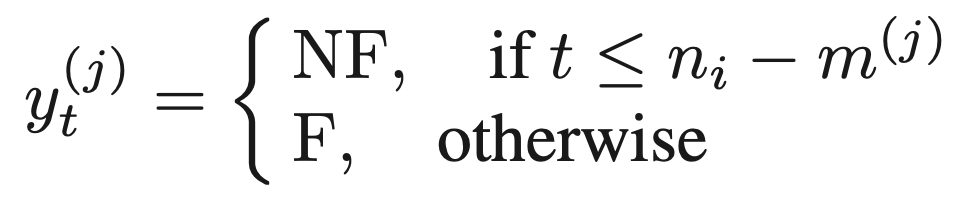 y_t^{(j)} = { NF, if t ≤ n_i − m^{(j)}
F, otherwise